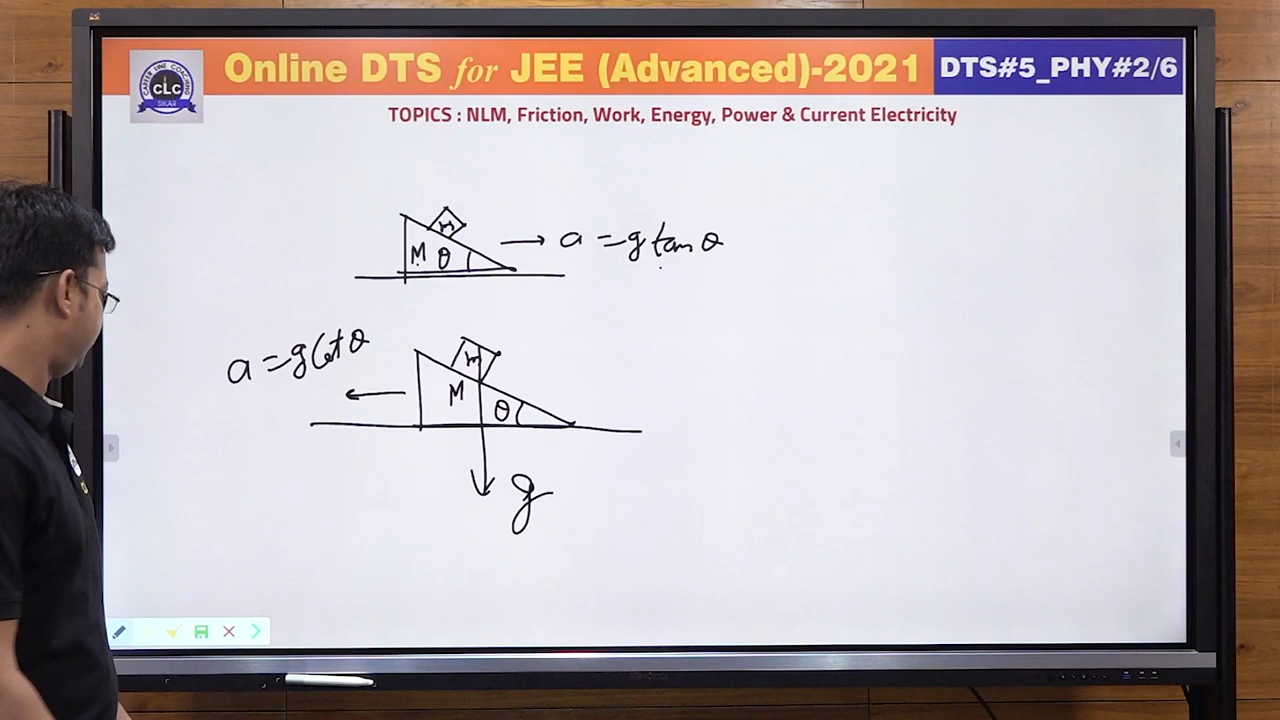 Online DTS for JEE (Advanced)-2021
DTS#5_PHY#2/6
CAREER LINE COACHING
CLC
SIKAR
TOPICS : NLM, Friction, Work, Energy, Power & Current Electricity
m
M θ
a = g tan θ
a = g Cot θ
m
M
θ
g